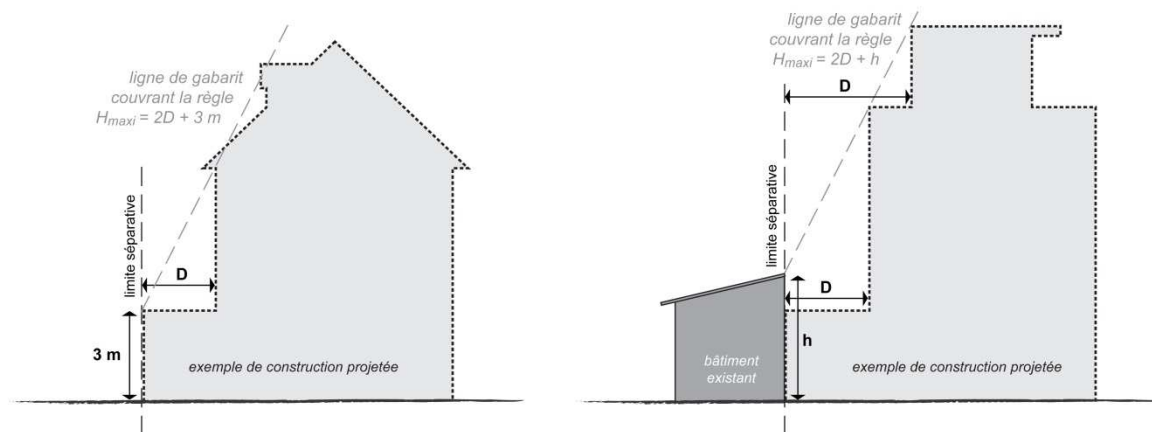 ligne de gabarit
couvrant la règle
Hmaxi = 2D + 3 m
limite séparative
D
3 m
exemple de construction projetée
ligne de gabarit
couvrant la règle
Hmaxi = 2D + h
D
limite séparative
D
h
bâtiment
existant
exemple de construction projetée